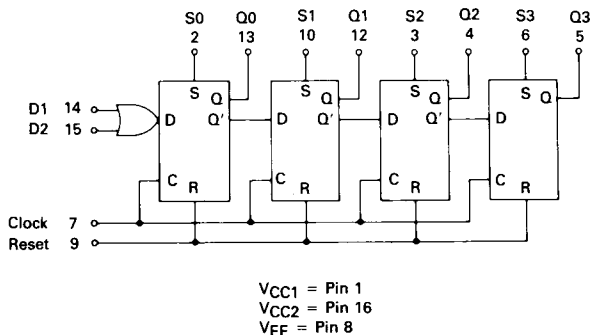 S0 Q0 S1 Q1 S2 Q2 S3 Q3
2 13 10 12 3 4 6 5
S S S S
Q Q Q Q
D1 14
D Q' D Q' D Q' D
D2 15
C C C C
R R R R
Clock 7
Reset 9
VCC1 = Pin 1
VCC2 = Pin 16
VEE = Pin 8